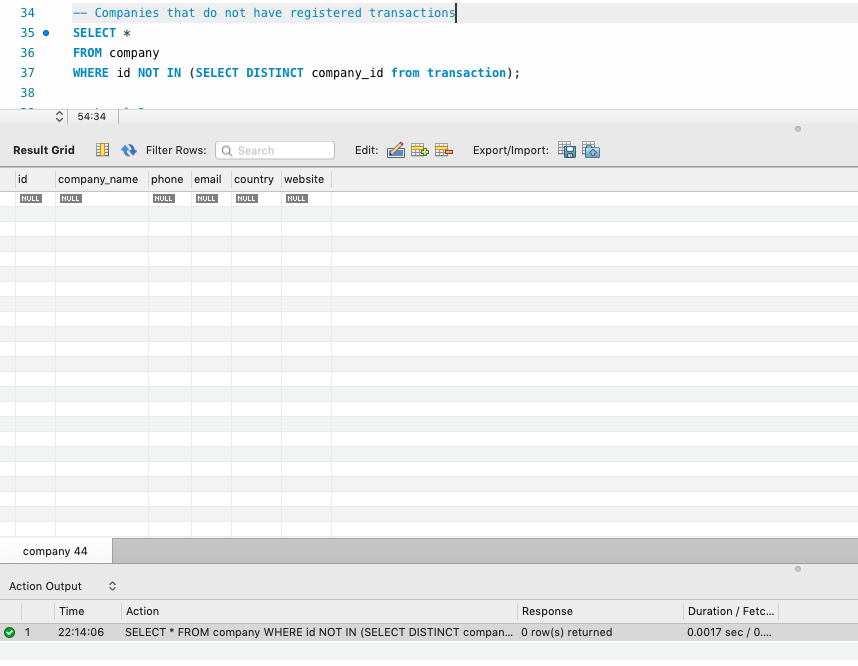 34 -- Companies that do not have registered transactions
35 SELECT *
36 FROM company
37 WHERE id NOT IN (SELECT DISTINCT company_id from transaction);
38
54:34
Result Grid Filter Rows: Search Edit: Export/Import:
id company_name phone email country website
NULL NULL NULL NULL NULL NULL
company 44
Action Output
Time Action Response Duration / Fetc...
1 22:14:06 SELECT * FROM company WHERE id NOT IN (SELECT DISTINCT compan... 0 row(s) returned 0.0017 sec / 0....